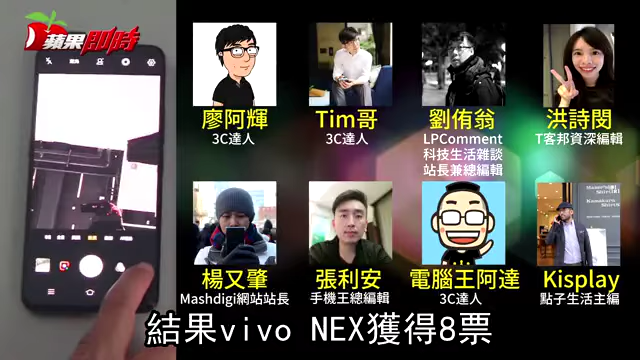 蘋果即時
廖阿輝
3C達人
Tim哥
3C達人
劉侑翁
LPComment
科技生活雜談
站長兼總編輯
洪詩閔
T客邦資深編輯
楊又肇
Mashdigi網站站長
張利安
手機王總編輯
電腦王阿達
3C達人
Kisplay
點子生活主編
結果vivo NEX獲得8票